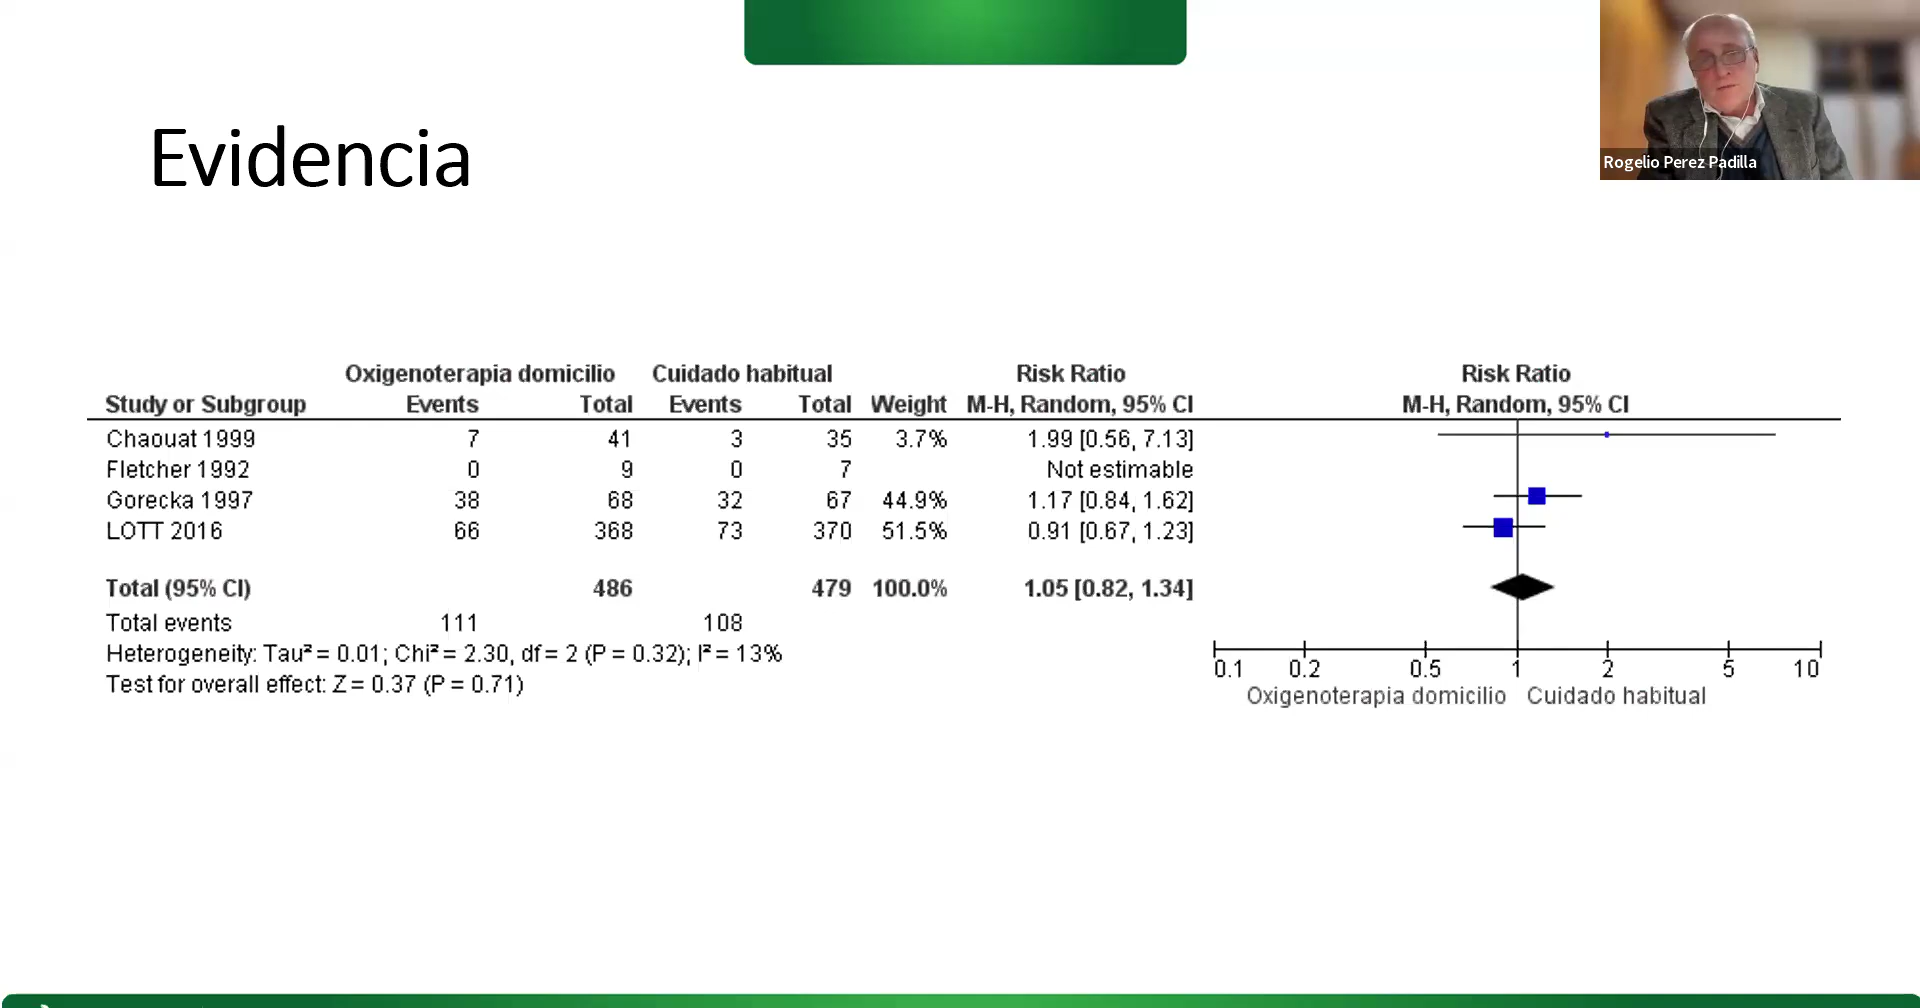 Rogelio Perez Padilla
Evidencia
Oxigenoterapia domicilio Cuidado habitual Risk Ratio Risk Ratio
Study or Subgroup Events Total Events Total Weight M-H, Random, 95% CI M-H, Random, 95% CI
Chaouat 1999 7 41 3 35 3.7% 1.99 [0.56, 7.13]
Fletcher 1992 0 9 0 7 Not estimable
Gorecka 1997 38 68 32 67 44.9% 1.17 [0.84, 1.62]
LOTT 2016 66 368 73 370 51.5% 0.91 [0.67, 1.23]
Total (95% CI) 486 479 100.0% 1.05 [0.82, 1.34]
Total events 111 108
Heterogeneity: Tau² = 0.01; Chi² = 2.30, df = 2 (P = 0.32); I² = 13%
Test for overall effect: Z = 0.37 (P = 0.71)
0.1 0.2 0.5 1 2 5 10
Oxigenoterapia domicilio Cuidado habitual